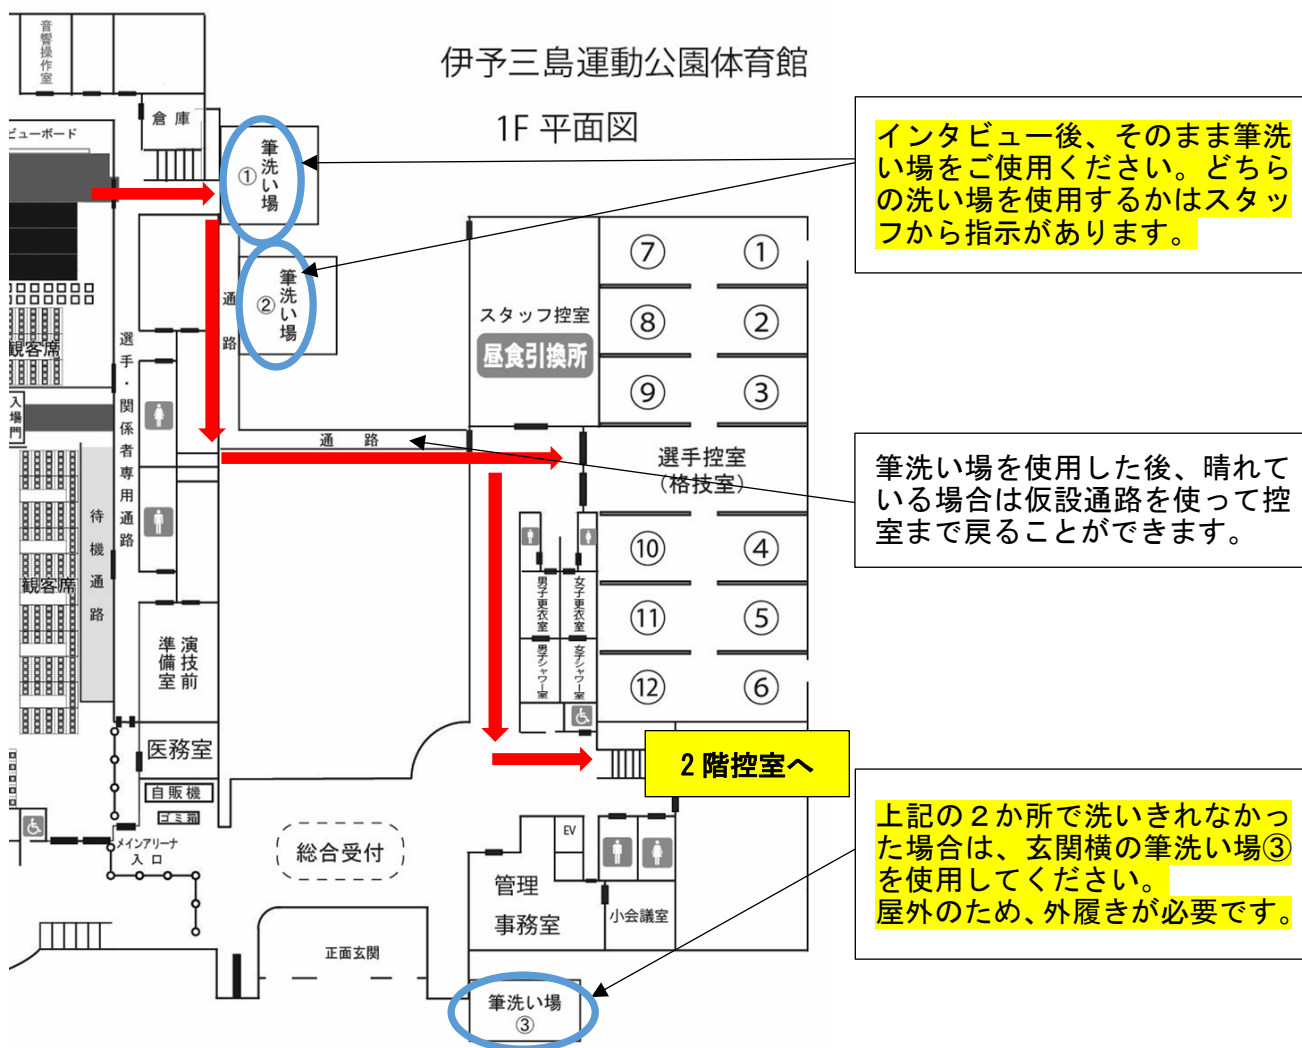 伊予三島運動公園体育館
1F 平面図
音響操作室
倉庫
ビューボード
筆洗い場
①
筆洗い場
②
インタビュー後、そのまま筆洗
い場をご使用ください。どちら
の洗い場を使用するかはスタッ
フから指示があります。
通路
観客席
選手・関係者専用通路
入場門
スタッフ控室
昼食引換所
⑦
①
⑧
②
⑨
③
通路
選手控室
(格技室)
筆洗い場を使用した後、晴れて
いる場合は仮設通路を使って控
室まで戻ることができます。
待機通路
観客席
男子更衣室
女子更衣室
男子シャワー室
女子シャワー室
⑩
④
⑪
⑤
⑫
⑥
演技前
準備室
医務室
自販機
ゴミ箱
メインアリーナ
入口
2階控室へ
総合受付
EV
管理
事務室
小会議室
正面玄関
上記の２か所で洗いきれなかっ
た場合は、玄関横の筆洗い場③
を使用してください。
屋外のため、外履きが必要です。
筆洗い場
③